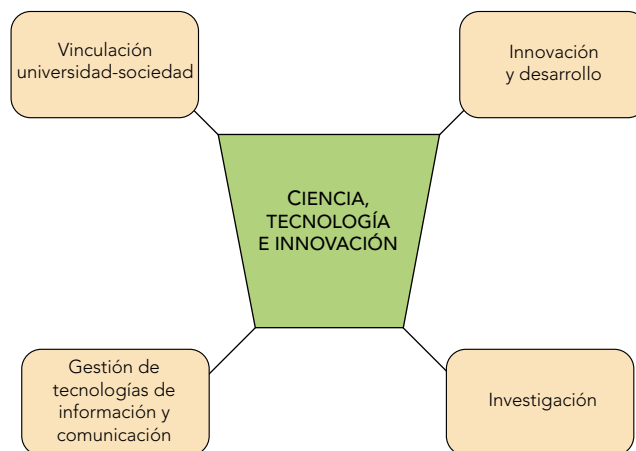 Vinculación
universidad-sociedad
Innovación
y desarrollo
CIENCIA,
TECNOLOGÍA
E INNOVACIÓN
Gestión de
tecnologías de
información y
comunicación
Investigación